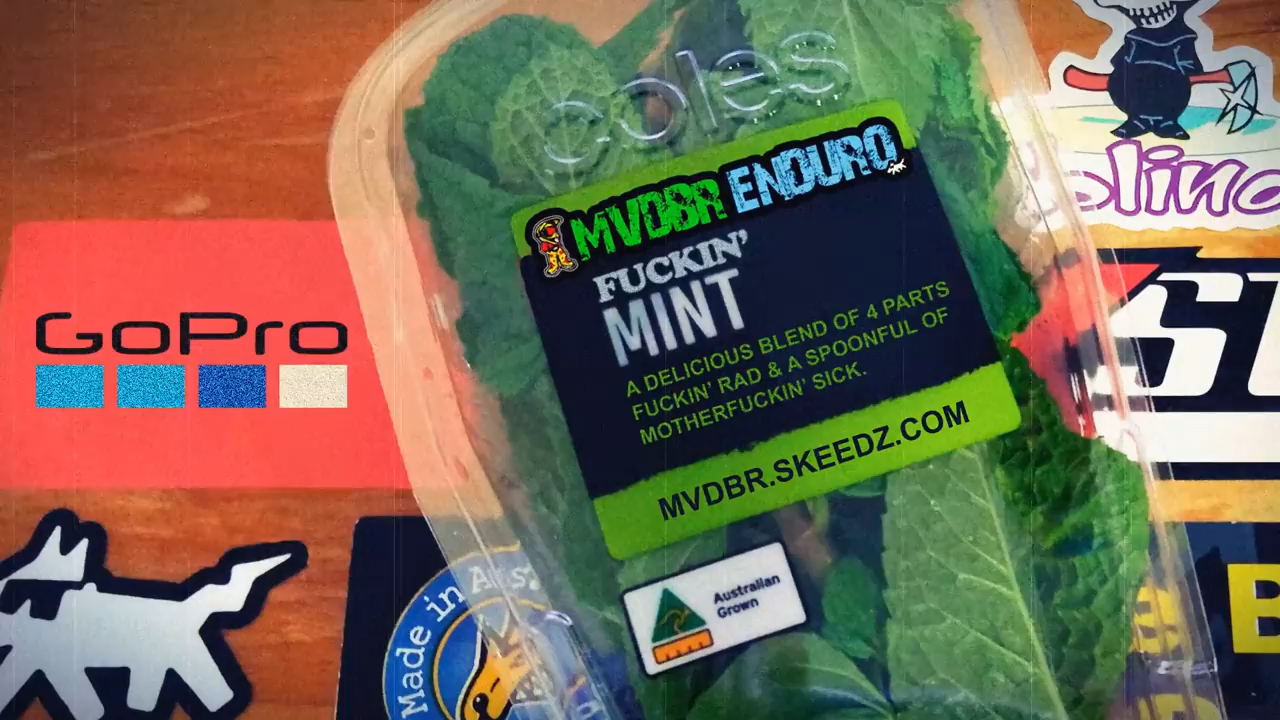 coles
MVDBR ENDURO
FUCKIN'
MINT
A DELICIOUS BLEND OF 4 PARTS
FUCKIN' RAD & A SPOONFUL OF
MOTHERFUCKIN' SICK.
MVDBR.SKEEDZ.COM
Australian
Grown
GoPro
Made in